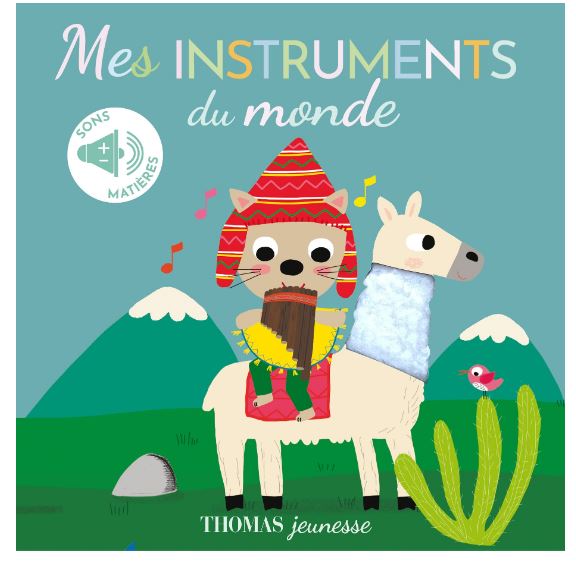 Mes INSTRUMENTS
du monde
SONS
+
-
MATIÈRES
THOMAS jeunesse